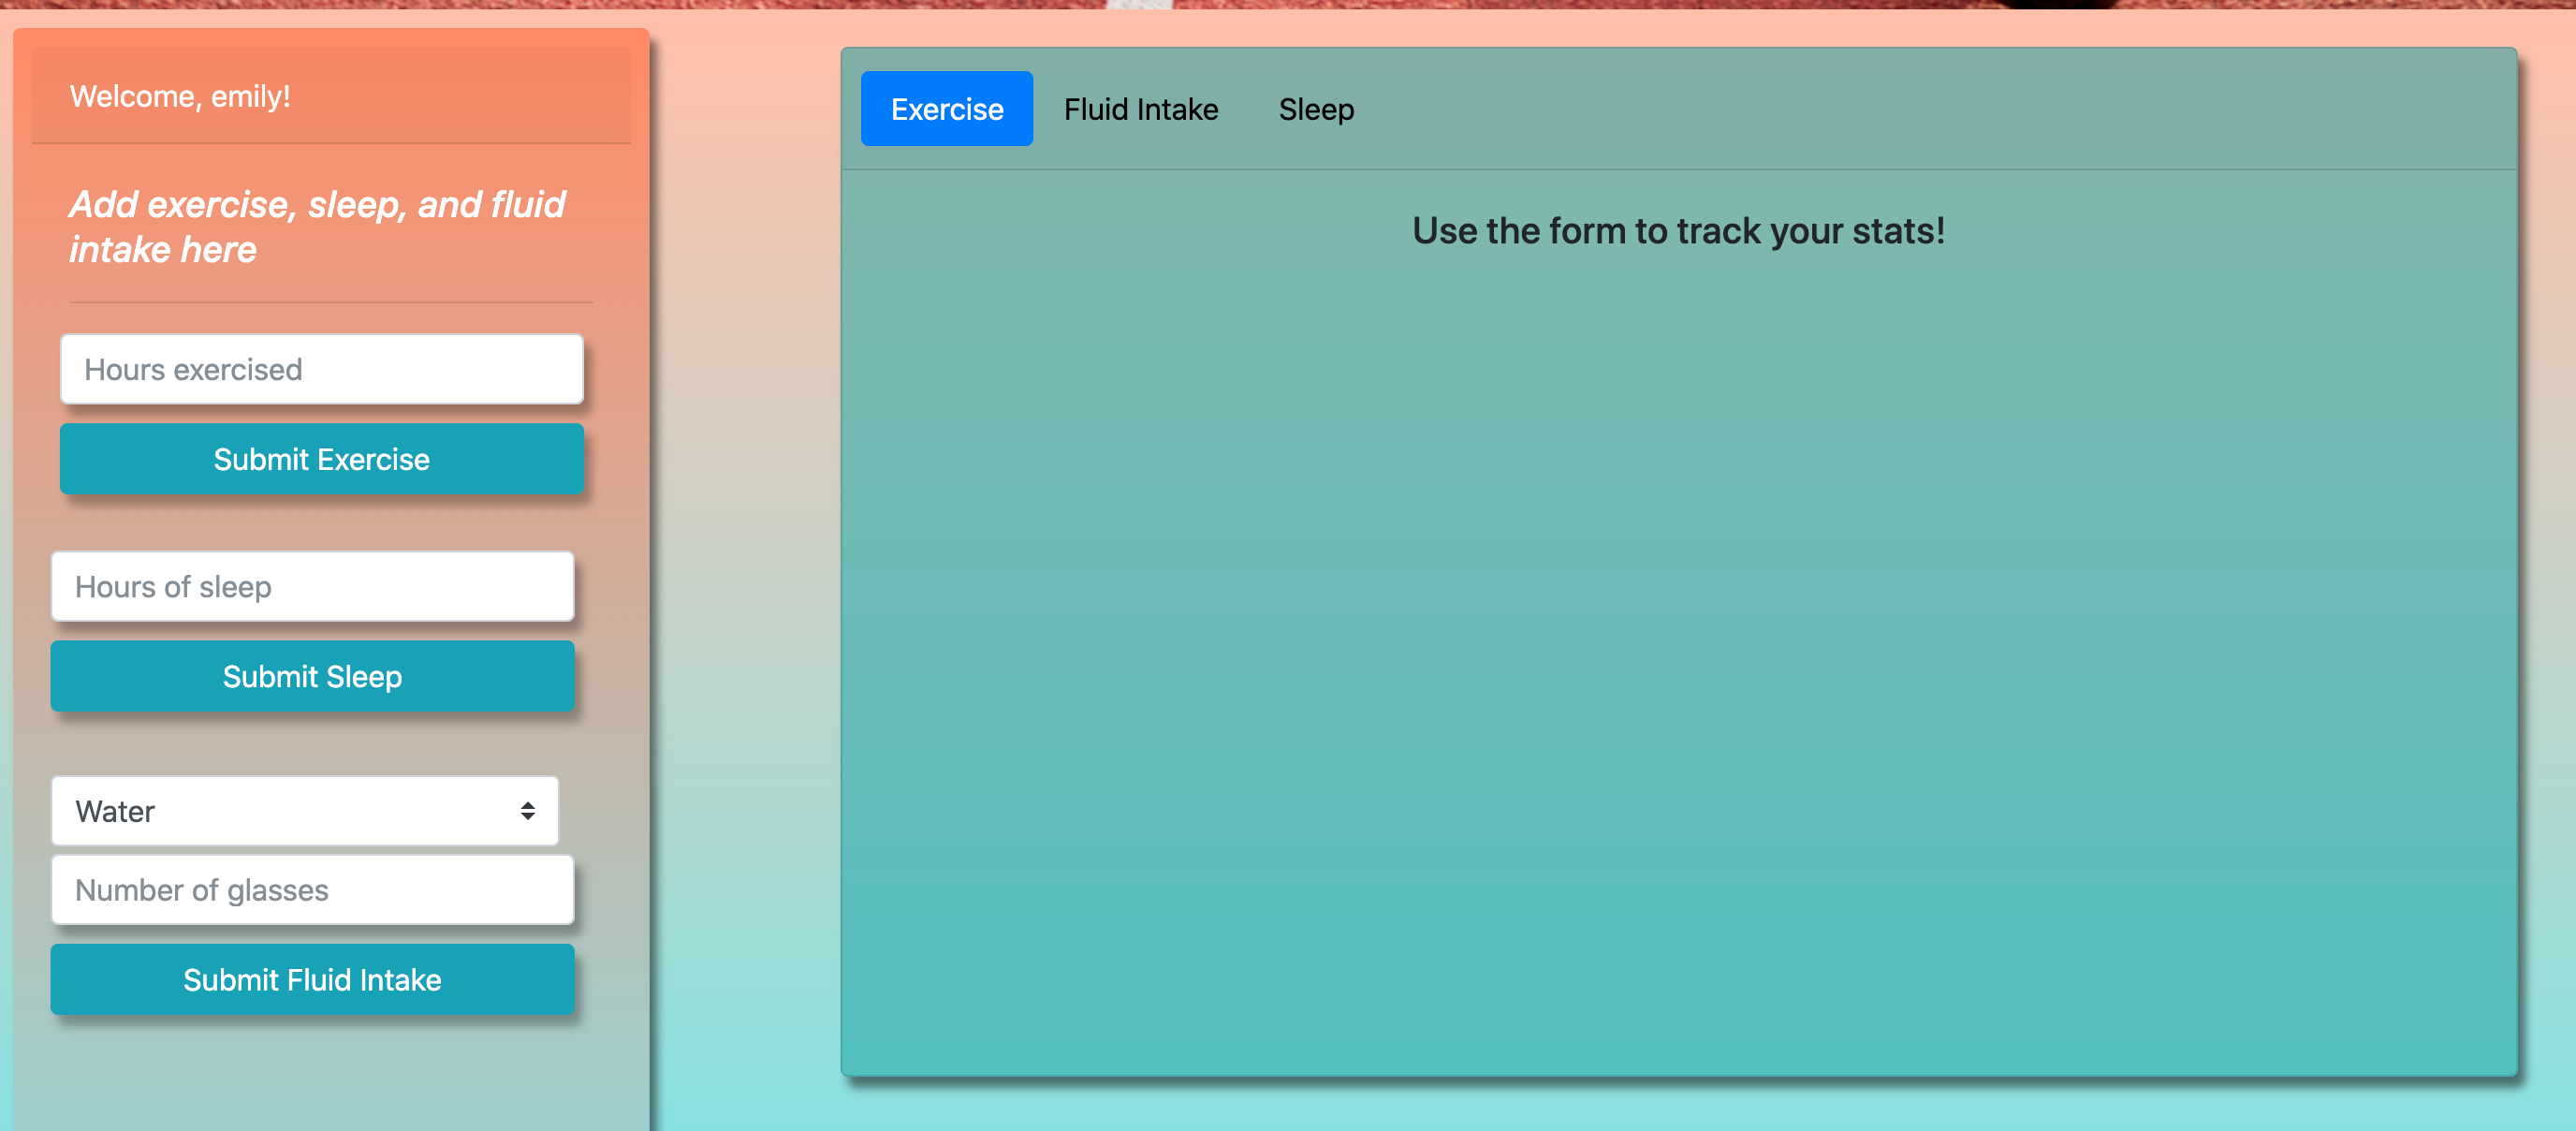 Welcome, emily!
Add exercise, sleep, and fluid
intake here
Hours exercised
Submit Exercise
Hours of sleep
Submit Sleep
Water
Number of glasses
Submit Fluid Intake
Exercise Fluid Intake Sleep
Use the form to track your stats!